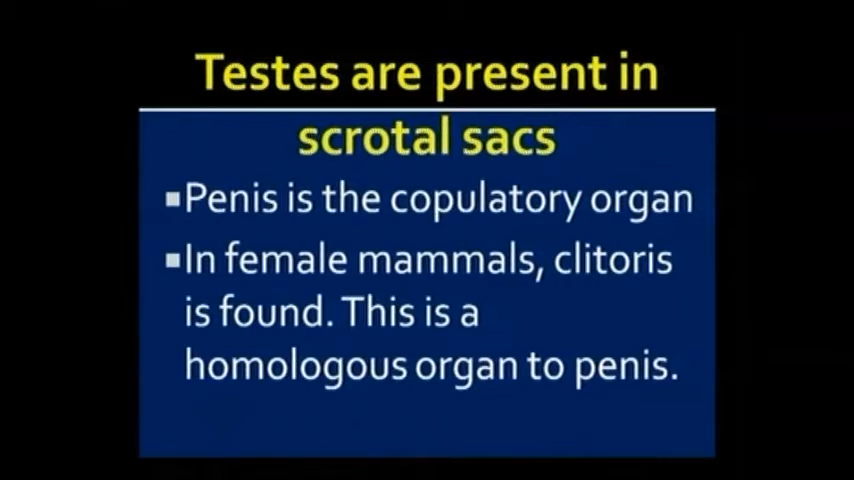 Testes are present in
scrotal sacs
▪Penis is the copulatory organ
▪In female mammals, clitoris
is found. This is a
homologous organ to penis.